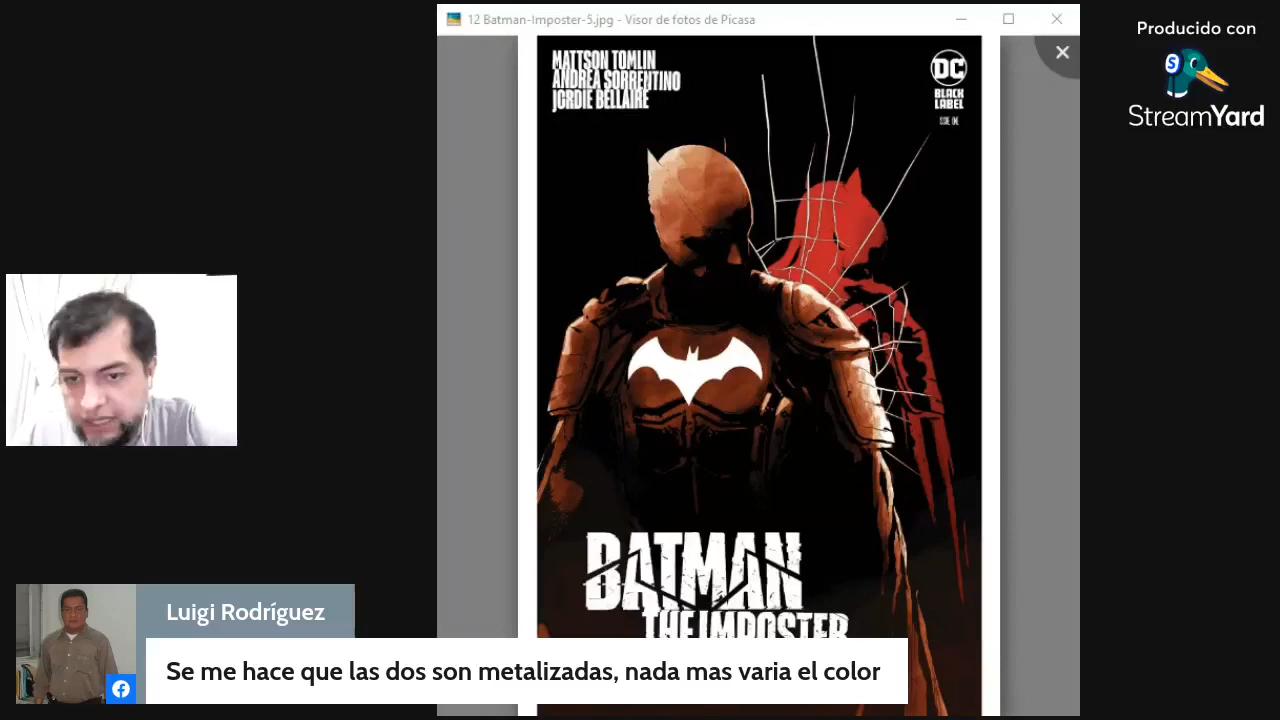 12 Batman-Imposter-5.jpg - Visor de fotos de Picasa
Producido con
S
StreamYard
MATTSON TOMLIN
ANDREA SORRENTINO
JORDIE BELLAIRE
DC
BLACK
LABEL
ISSUE ONE
BATMAN
THE IMPOSTER
Luigi Rodríguez
Se me hace que las dos son metalizadas, nada mas varia el color